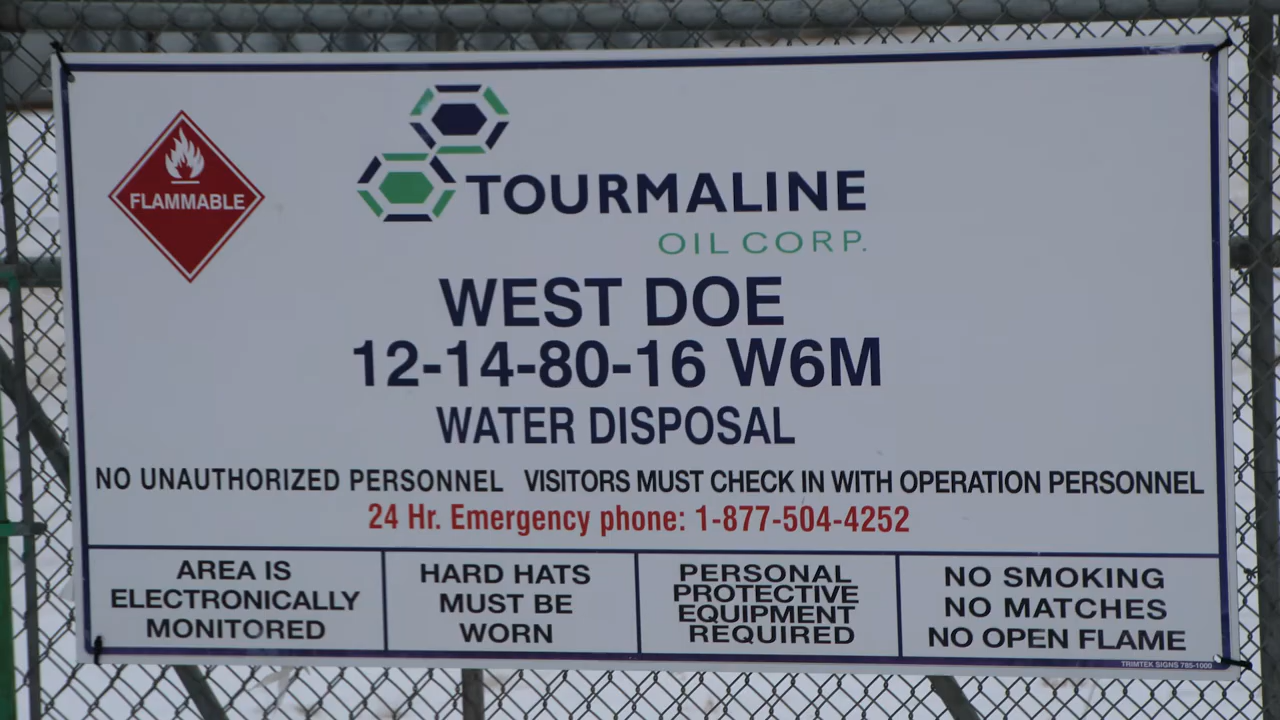 FLAMMABLE
TOURMALINE
OIL CORP.
WEST DOE
12-14-80-16 W6M
WATER DISPOSAL
NO UNAUTHORIZED PERSONNEL VISITORS MUST CHECK IN WITH OPERATION PERSONNEL
24 Hr. Emergency phone: 1-877-504-4252
AREA IS
ELECTRONICALLY
MONITORED
HARD HATS
MUST BE
WORN
PERSONAL
PROTECTIVE
EQUIPMENT
REQUIRED
NO SMOKING
NO MATCHES
NO OPEN FLAME
TRIMTEK SIGNS 785-1000